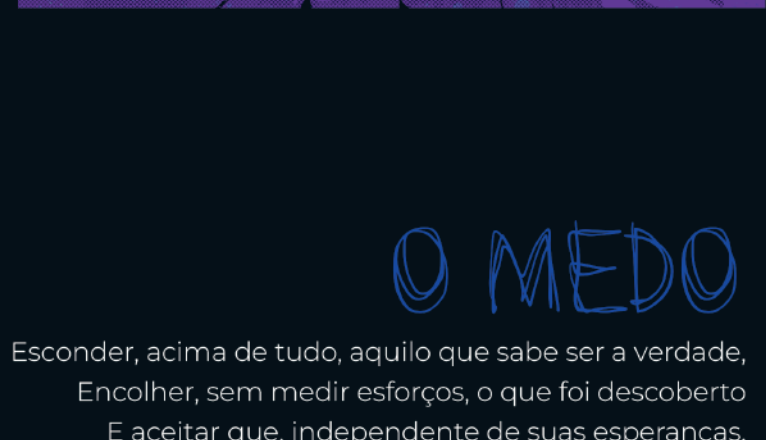 O MEDO
Esconder, acima de tudo, aquilo que sabe ser a verdade,
Encolher, sem medir esforços, o que foi descoberto
E aceitar que, independente de suas esperanças,